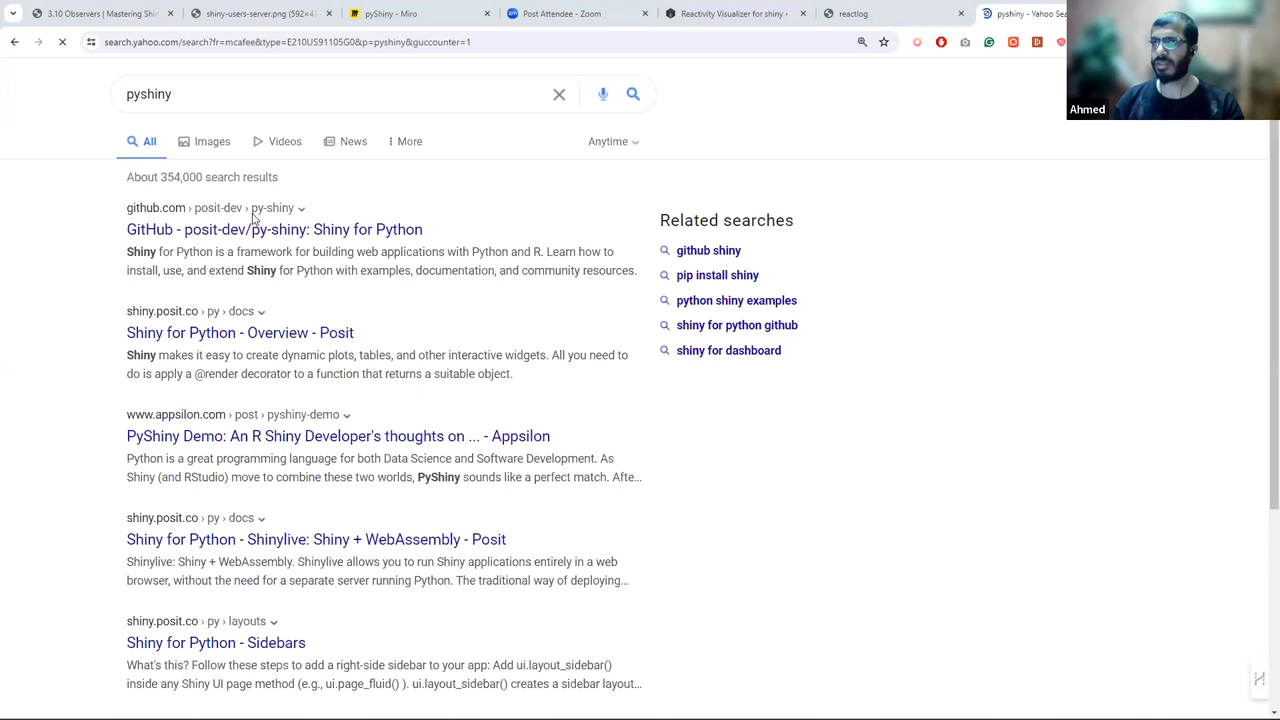 3.10 Observers | Mastering Shin
shiny-users-server.png (592×42
pyShiny - Miro
Post Attendee - Zoom
Reactivity Visualizer for shiny •
reactlog
pyshiny - Yahoo Sea
search.yahoo.com/search?fr=mcafee&type=E210US91105G0&p=pyshiny&guccounter=1
Ahmed
pyshiny
All
Images
Videos
News
More
Anytime
About 354,000 search results
github.com › posit-dev › py-shiny
GitHub - posit-dev/py-shiny: Shiny for Python
Shiny for Python is a framework for building web applications with Python and R. Learn how to
install, use, and extend Shiny for Python with examples, documentation, and community resources.
shiny.posit.co › py › docs
Shiny for Python - Overview - Posit
Shiny makes it easy to create dynamic plots, tables, and other interactive widgets. All you need to
do is apply a @render decorator to a function that returns a suitable object.
www.appsilon.com › post › pyshiny-demo
PyShiny Demo: An R Shiny Developer's thoughts on ... - Appsilon
Python is a great programming language for both Data Science and Software Development. As
Shiny (and RStudio) move to combine these two worlds, PyShiny sounds like a perfect match. Afte...
shiny.posit.co › py › docs
Shiny for Python - Shinylive: Shiny + WebAssembly - Posit
Shinylive: Shiny + WebAssembly. Shinylive allows you to run Shiny applications entirely in a web
browser, without the need for a separate server running Python. The traditional way of deploying...
shiny.posit.co › py › layouts
Shiny for Python - Sidebars
What's this? Follow these steps to add a right-side sidebar to your app: Add ui.layout_sidebar()
inside any Shiny UI page method (e.g., ui.page_fluid() ). ui.layout_sidebar() creates a sidebar layout...
Related searches
github shiny
pip install shiny
python shiny examples
shiny for python github
shiny for dashboard